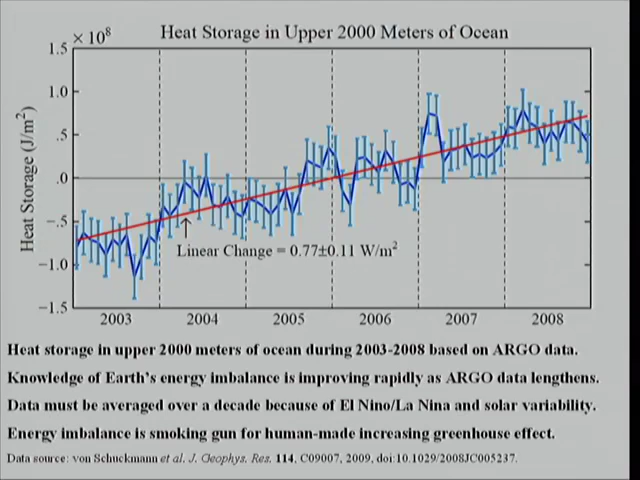 Heat Storage in Upper 2000 Meters of Ocean
1.5 × 10⁸
1.0
.5
.0
−.5
−1.0
−1.5
Heat Storage (J/m²)
Linear Change = 0.77±0.11 W/m²
2003 2004 2005 2006 2007 2008
Heat storage in upper 2000 meters of ocean during 2003-2008 based on ARGO data.
Knowledge of Earth's energy imbalance is improving rapidly as ARGO data lengthens.
Data must be averaged over a decade because of El Nino/La Nina and solar variability.
Energy imbalance is smoking gun for human-made increasing greenhouse effect.
Data source: von Schuckmann et al. J. Geophys. Res. 114, C09007, 2009, doi:10.1029/2008JC005237.